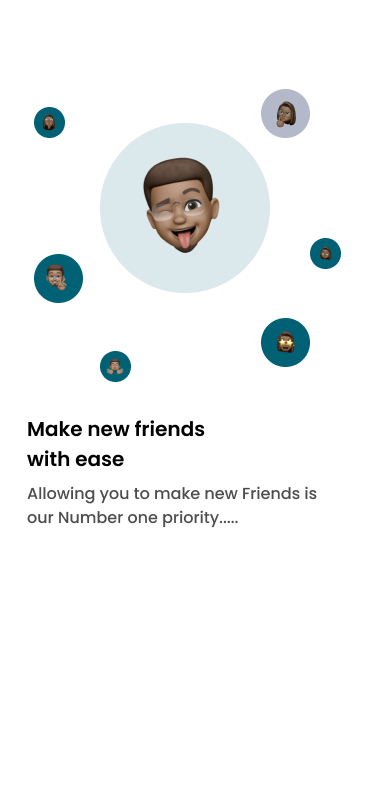 Make new friends
with ease
Allowing you to make new Friends is
our Number one priority.....